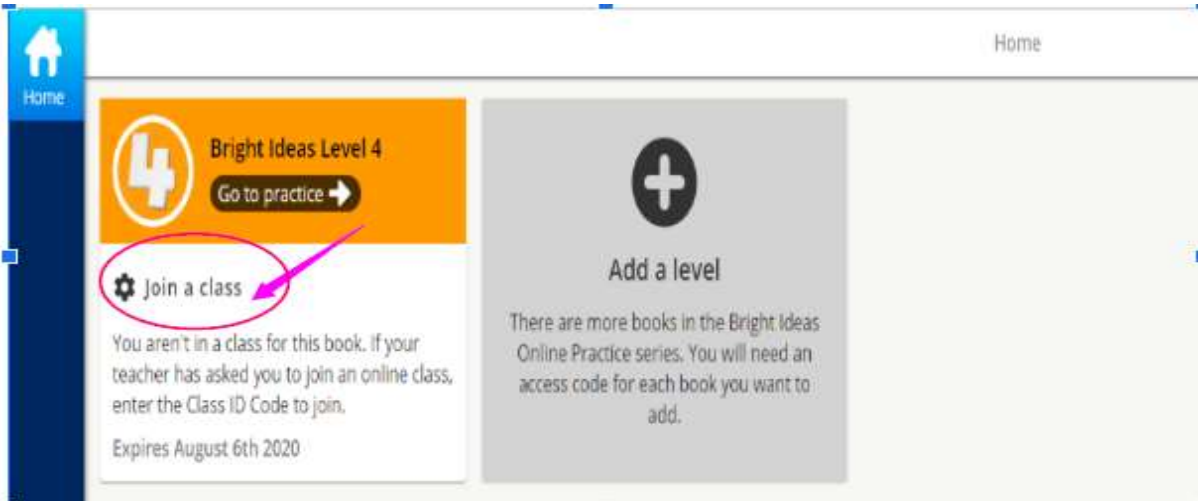 Home
Home
4
Bright Ideas Level 4
Go to practice
Join a class
You aren't in a class for this book. If your
teacher has asked you to join an online class,
enter the Class ID Code to join.
Expires August 6th 2020
Add a level
There are more books in the Bright Ideas
Online Practice series. You will need an
access code for each book you want to
add.